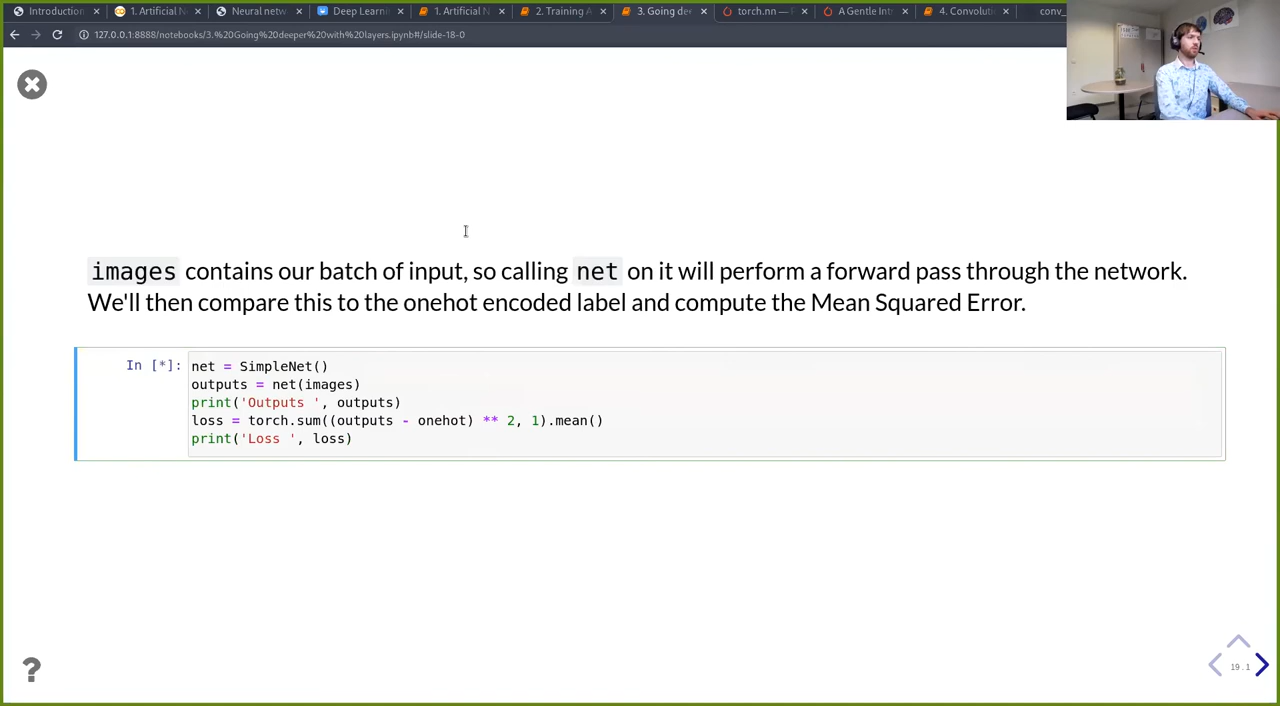 Introduction
1. Artificial N
Neural netw
Deep Learni
1. Artificial N
2. Training A
3. Going dee
torch.nn — P
A Gentle Int
4. Convolut
conv_
127.0.0.1:8888/notebooks/3.%20Going%20deeper%20with%20layers.ipynb#/slide-18-0
images contains our batch of input, so calling net on it will perform a forward pass through the network.
We'll then compare this to the onehot encoded label and compute the Mean Squared Error.
In [*]: net = SimpleNet()
outputs = net(images)
print('Outputs ', outputs)
loss = torch.sum((outputs - onehot) ** 2, 1).mean()
print('Loss ', loss)
?
19.1